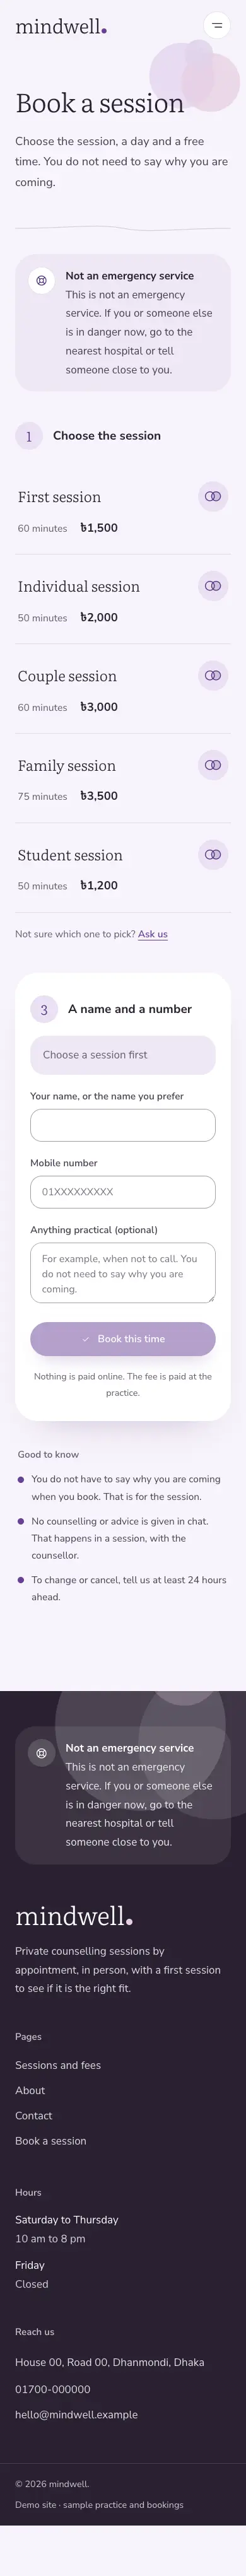 mindwell.
Book a session
Choose the session, a day and a free
time. You do not need to say why you are
coming.
Not an emergency service
This is not an emergency
service. If you or someone else
is in danger now, go to the
nearest hospital or tell
someone close to you.
1 Choose the session
First session
60 minutes ৳1,500
Individual session
50 minutes ৳2,000
Couple session
60 minutes ৳3,000
Family session
75 minutes ৳3,500
Student session
50 minutes ৳1,200
Not sure which one to pick? Ask us
3 A name and a number
Choose a session first
Your name, or the name you prefer
Mobile number
01XXXXXXXXX
Anything practical (optional)
For example, when not to call. You
do not need to say why you are
coming.
Book this time
Nothing is paid online. The fee is paid at the
practice.
Good to know
You do not have to say why you are coming
when you book. That is for the session.
No counselling or advice is given in chat.
That happens in a session, with the
counsellor.
To change or cancel, tell us at least 24 hours
ahead.
Not an emergency service
This is not an emergency
service. If you or someone else
is in danger now, go to the
nearest hospital or tell
someone close to you.
mindwell.
Private counselling sessions by
appointment, in person, with a first session
to see if it is the right fit.
Pages
Sessions and fees
About
Contact
Book a session
Hours
Saturday to Thursday
10 am to 8 pm
Friday
Closed
Reach us
House 00, Road 00, Dhanmondi, Dhaka
01700-000000
hello@mindwell.example
© 2026 mindwell.
Demo site · sample practice and bookings